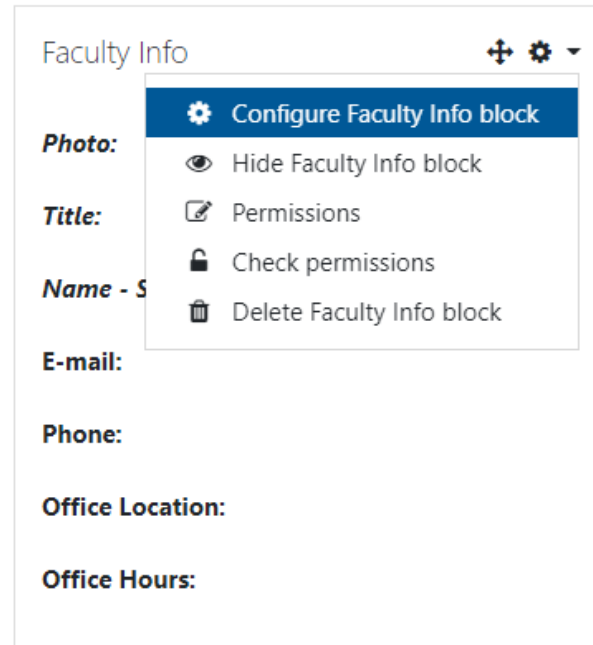 Faculty Info
Configure Faculty Info block
Photo:
Hide Faculty Info block
Title:
Permissions
Check permissions
Name - S
Delete Faculty Info block
E-mail:
Phone:
Office Location:
Office Hours: